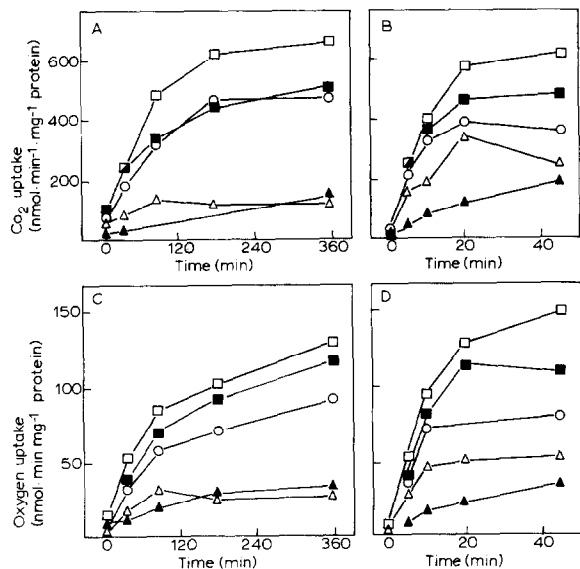 A
B
600
400
200
Co2 uptake
(nmol·min-1·mg-1 protein)
0 120 240 360
Time (min)
0 20 40
Time (min)
C
D
150
100
50
Oxygen uptake
(nmol min mg-1 protein)
0 120 240 360
Time (min)
0 20 40
Time (min)